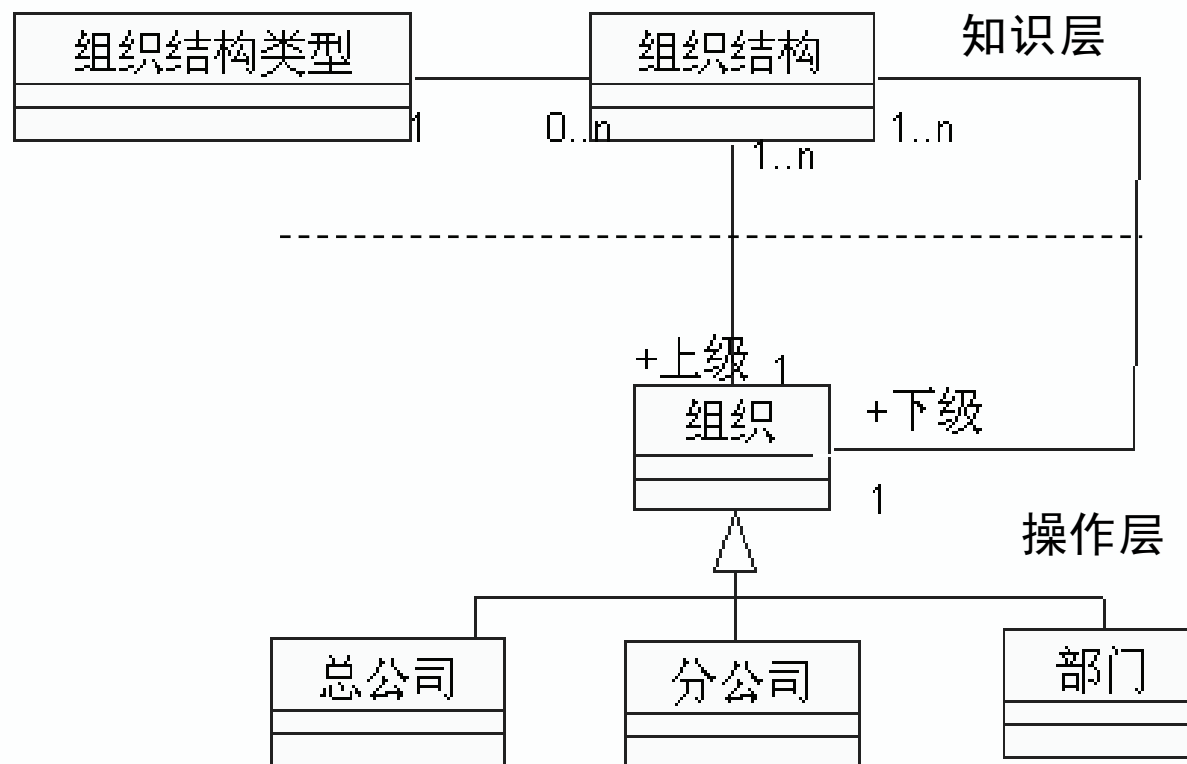 组织结构类型
组织结构
知识层
1
0..n
1..n
1..n
+上级
1
组织
+下级
1
操作层
总公司
分公司
部门